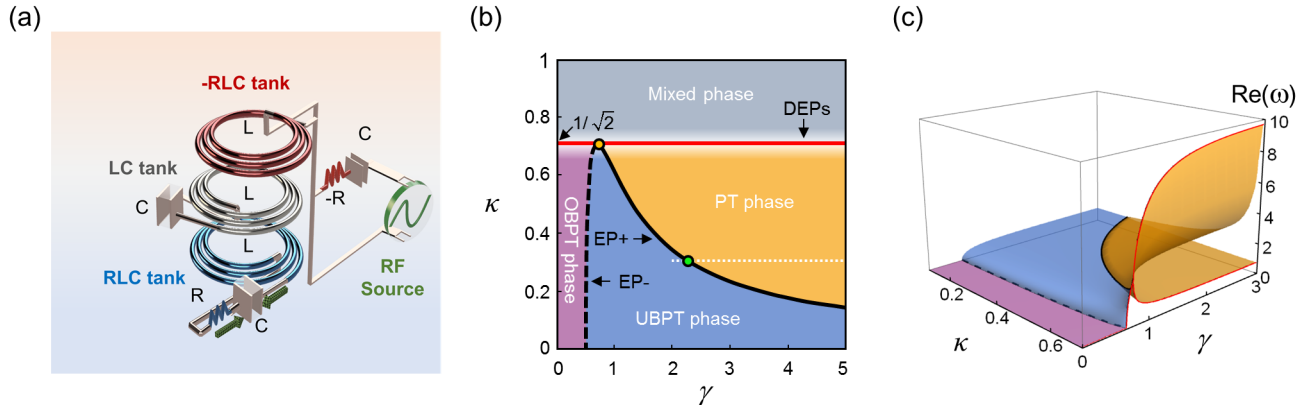 (a)
-RLC tank
L
C
LC tank
-R
C
L
RLC tank
L
R
C
RF
Source
(b)
1
0.8
0.6
0.4
0.2
0
κ
Mixed phase
1/√2
DEPs
PT phase
OBPT phase
EP+
EP-
UBPT phase
0 1 2 3 4 5
γ
(c)
Re(ω)
10
8
6
4
2
0
0.2
0.4
0.6
κ
0
1
2
3
γ